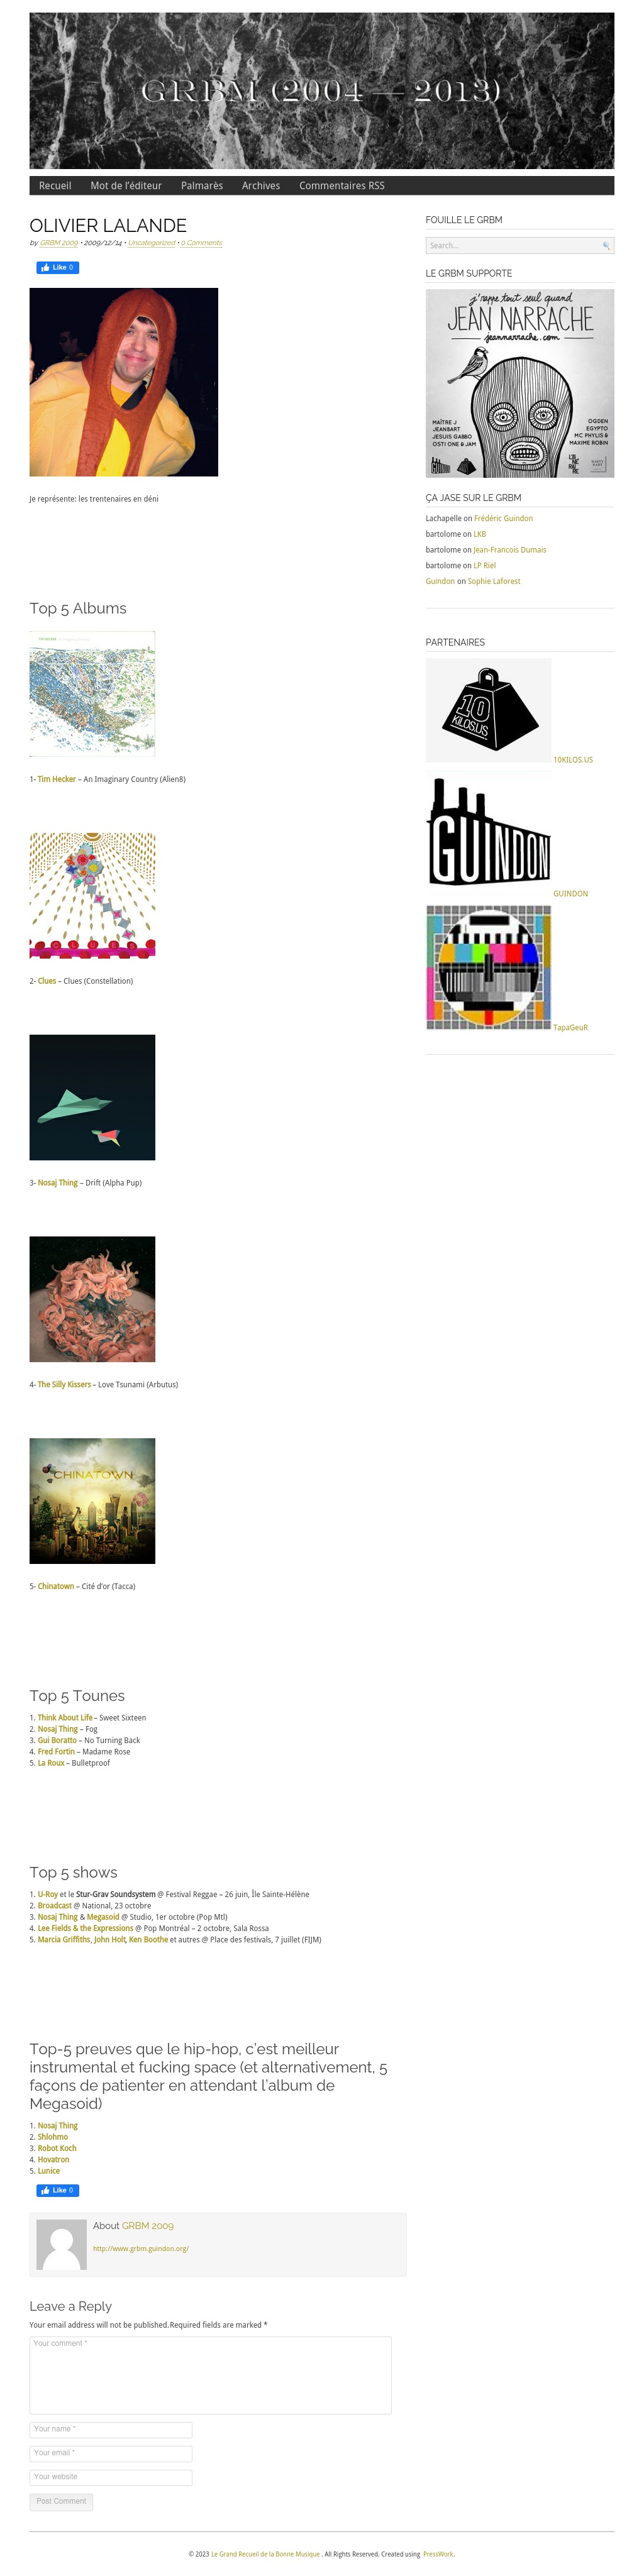 GRBM (2004 — 2013)
Recueil Mot de l'éditeur Palmarès Archives Commentaires RSS
OLIVIER LALANDE
by GRBM 2009 • 2009/12/14 • Uncategorized • 0 Comments
Like 0
Je représente: les trentenaires en déni
Top 5 Albums
1- Tim Hecker – An Imaginary Country (Alien8)
2- Clues – Clues (Constellation)
3- Nosaj Thing – Drift (Alpha Pup)
4- The Silly Kissers – Love Tsunami (Arbutus)
CHINATOWN
5- Chinatown – Cité d'or (Tacca)
Top 5 Tounes
1. Think About Life – Sweet Sixteen
2. Nosaj Thing – Fog
3. Gui Boratto – No Turning Back
4. Fred Fortin – Madame Rose
5. La Roux – Bulletproof
Top 5 shows
1. U-Roy et le Stur-Grav Soundsystem @ Festival Reggae – 26 juin, Île Sainte-Hélène
2. Broadcast @ National, 23 octobre
3. Nosaj Thing & Megasoid @ Studio, 1er octobre (Pop Mtl)
4. Lee Fields & the Expressions @ Pop Montréal – 2 octobre, Sala Rossa
5. Marcia Griffiths, John Holt, Ken Boothe et autres @ Place des festivals, 7 juillet (FIJM)
Top-5 preuves que le hip-hop, c'est meilleur
instrumental et fucking space (et alternativement, 5
façons de patienter en attendant l'album de
Megasoid)
1. Nosaj Thing
2. Shlohmo
3. Robot Koch
4. Hovatron
5. Lunice
Like 0
About GRBM 2009
http://www.grbm.guindon.org/
Leave a Reply
Your email address will not be published.Required fields are marked *
Your comment *
Your name *
Your email *
Your website
Post Comment
FOUILLE LE GRBM
Search...
LE GRBM SUPPORTE
j'rappe tout seul quand
JEAN NARRACHE
jeannarrache.com
MAÎTRE J
JEANBART
JESUIS GABBO
OSTI ONE & JAM
OGDEN
EGYPTO
MC PHYLIS &
MAXIME ROBIN
ÇA JASE SUR LE GRBM
Lachapelle on Frédéric Guindon
bartolome on LKB
bartolome on Jean-Francois Dumais
bartolome on LP Riel
Guindon on Sophie Laforest
PARTENAIRES
10
KILOS.US
10KILOS.US
GUINDON
GUINDON
TapaGeuR
© 2023 Le Grand Recueil de la Bonne Musique . All Rights Reserved. Created using PressWork.